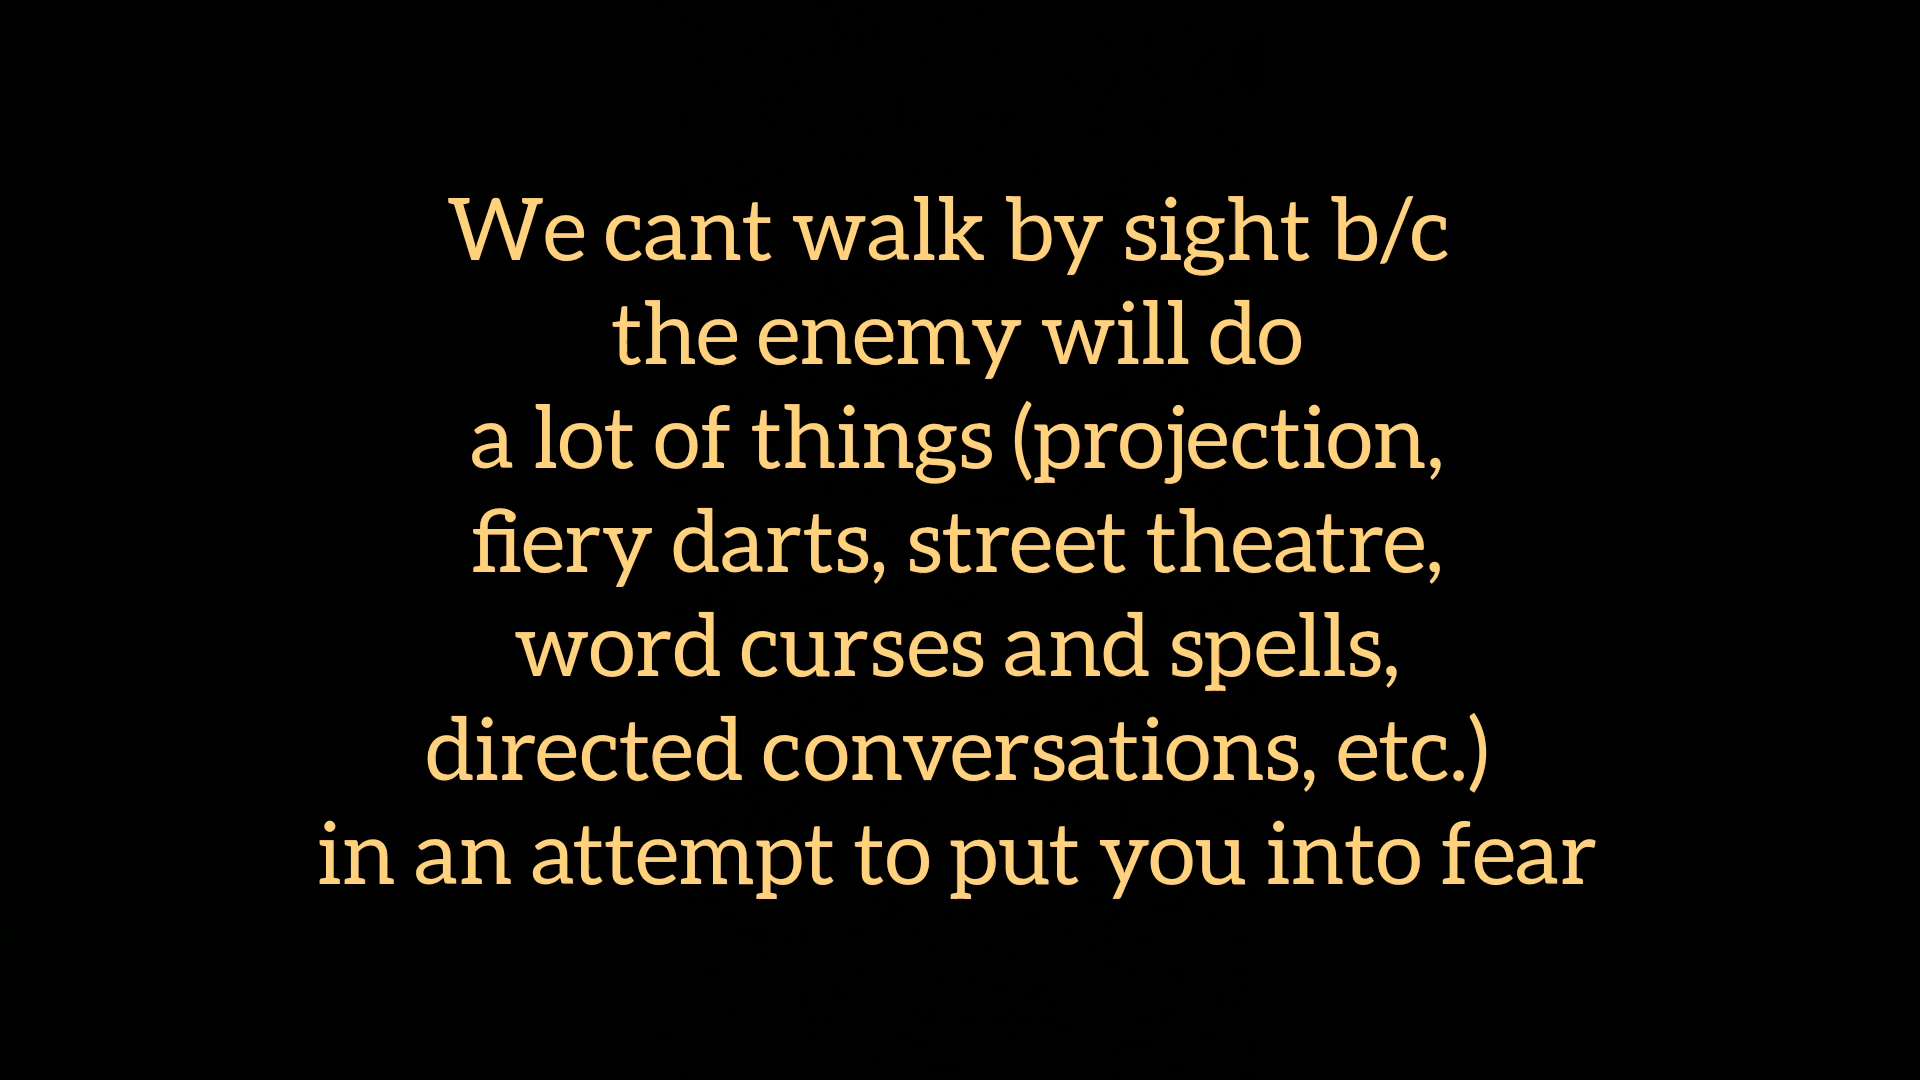 We cant walk by sight b/c
the enemy will do
a lot of things (projection,
fiery darts, street theatre,
word curses and spells,
directed conversations, etc.)
in an attempt to put you into fear